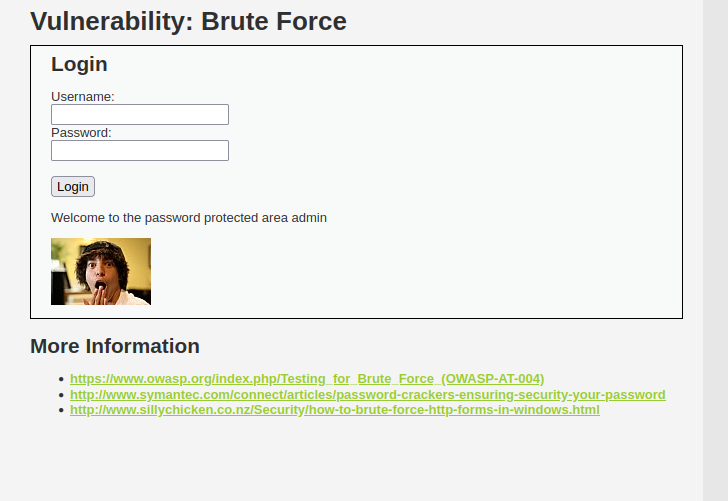 Vulnerability: Brute Force
Login
Username:
Password:
Login
Welcome to the password protected area admin
More Information
• https://www.owasp.org/index.php/Testing_for_Brute_Force_(OWASP-AT-004)
• http://www.symantec.com/connect/articles/password-crackers-ensuring-security-your-password
• http://www.sillychicken.co.nz/Security/how-to-brute-force-http-forms-in-windows.html